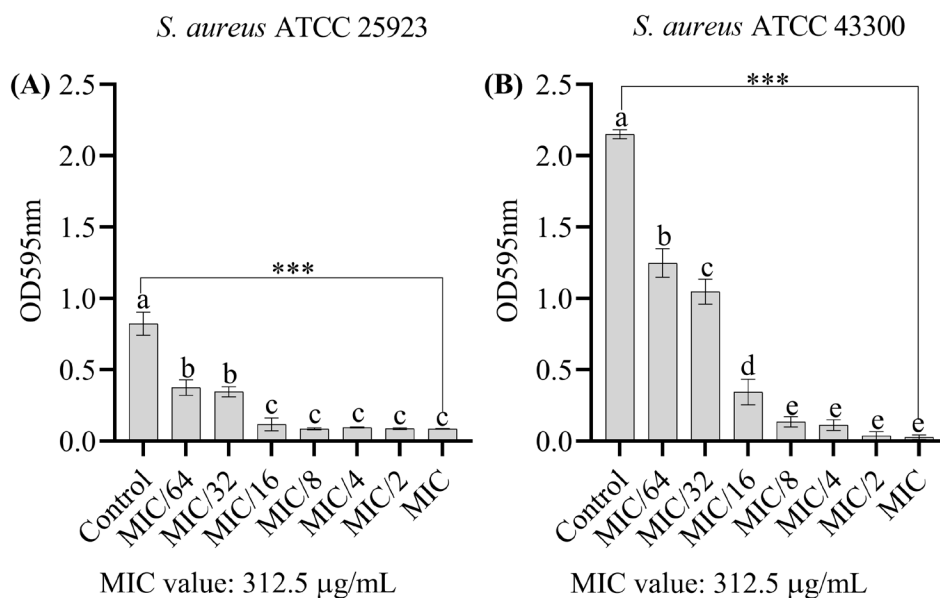 S. aureus ATCC 25923
S. aureus ATCC 43300
(A)
OD595nm
2.5
2.0
1.5
1.0
0.5
0.0
***
a
b
b
c
c
c
c
c
Control
MIC/64
MIC/32
MIC/16
MIC/8
MIC/4
MIC/2
MIC
MIC value: 312.5 μg/mL
(B)
OD595nm
2.5
2.0
1.5
1.0
0.5
0.0
***
a
b
c
d
e
e
e
e
Control
MIC/64
MIC/32
MIC/16
MIC/8
MIC/4
MIC/2
MIC
MIC value: 312.5 μg/mL